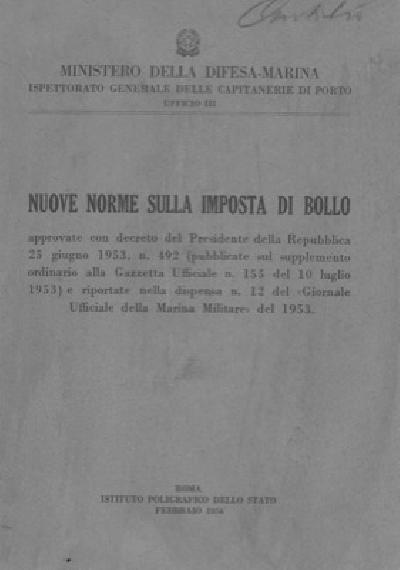 MINISTERO DELLA DIFESA-MARINA
ISPETTORATO GENERALE DELLE CAPITANERIE DI PORTO
UFFICIO III
NUOVE NORME SULLA IMPOSTA DI BOLLO
approvate con decreto del Presidente della Repubblica
25 giugno 1953, n. 492 (pubblicate sul supplemento
ordinario alla Gazzetta Ufficiale n. 155 del 10 luglio
1953) e riportate nella dispensa n. 12 del «Giornale
Ufficiale della Marina Militare» del 1953.
ROMA
ISTITUTO POLIGRAFICO DELLO STATO
FEBBRAIO